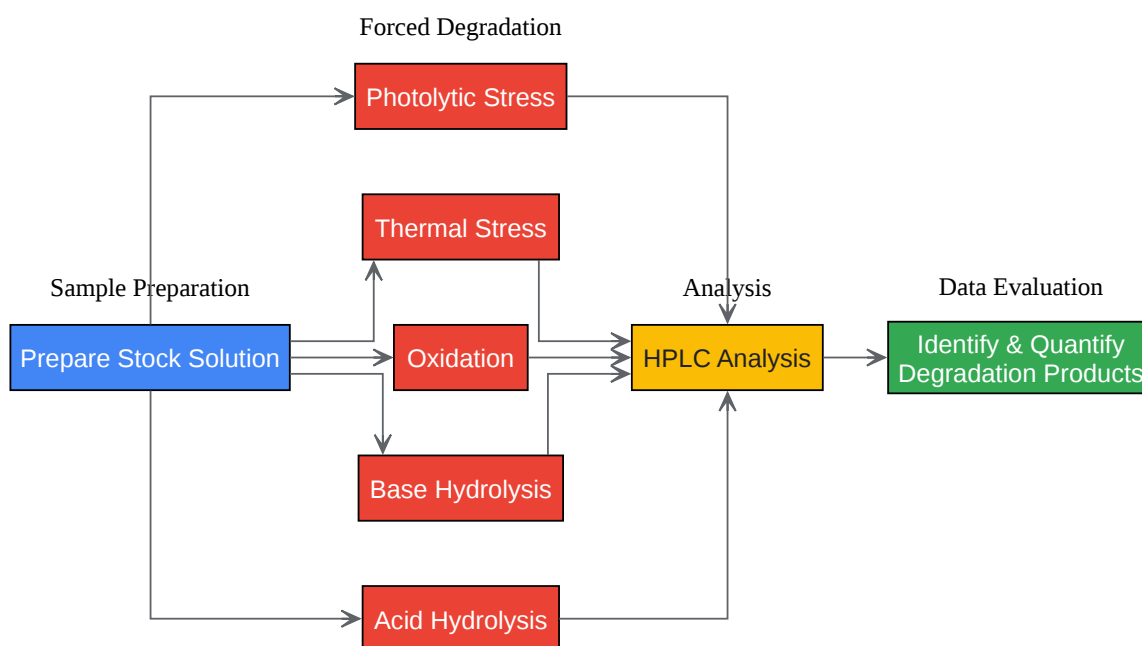 Forced Degradation
Photolytic Stress
Thermal Stress
Sample Preparation
Analysis
Data Evaluation
Prepare Stock Solution
Oxidation
HPLC Analysis
Identify & Quantify
Degradation Products
Base Hydrolysis
Acid Hydrolysis